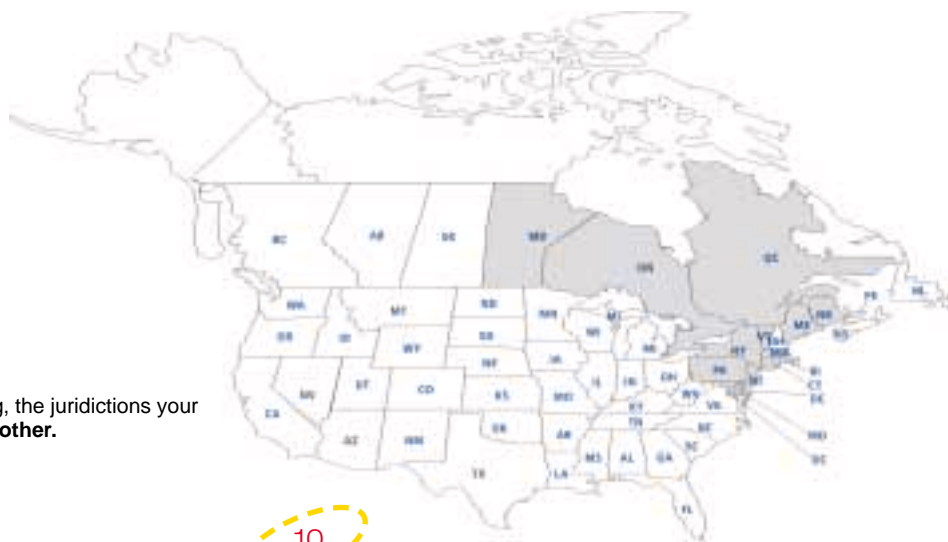 BC
AB
SK
MB
ON
QC
NL
PE
NB
NS
WA
MT
ND
MN
OR
ID
WY
SD
WI
MI
MI
ME
VT
NH
MA
NY
IA
NE
PA
NJ
RI
CT
DE
NV
UT
CO
KS
MO
IL
IN
OH
WV
VA
KY
CA
AZ
NM
OK
AR
TN
NC
SC
MD
DC
TX
LA
MS
AL
GA
FL
g, the juridictions your
other.
10